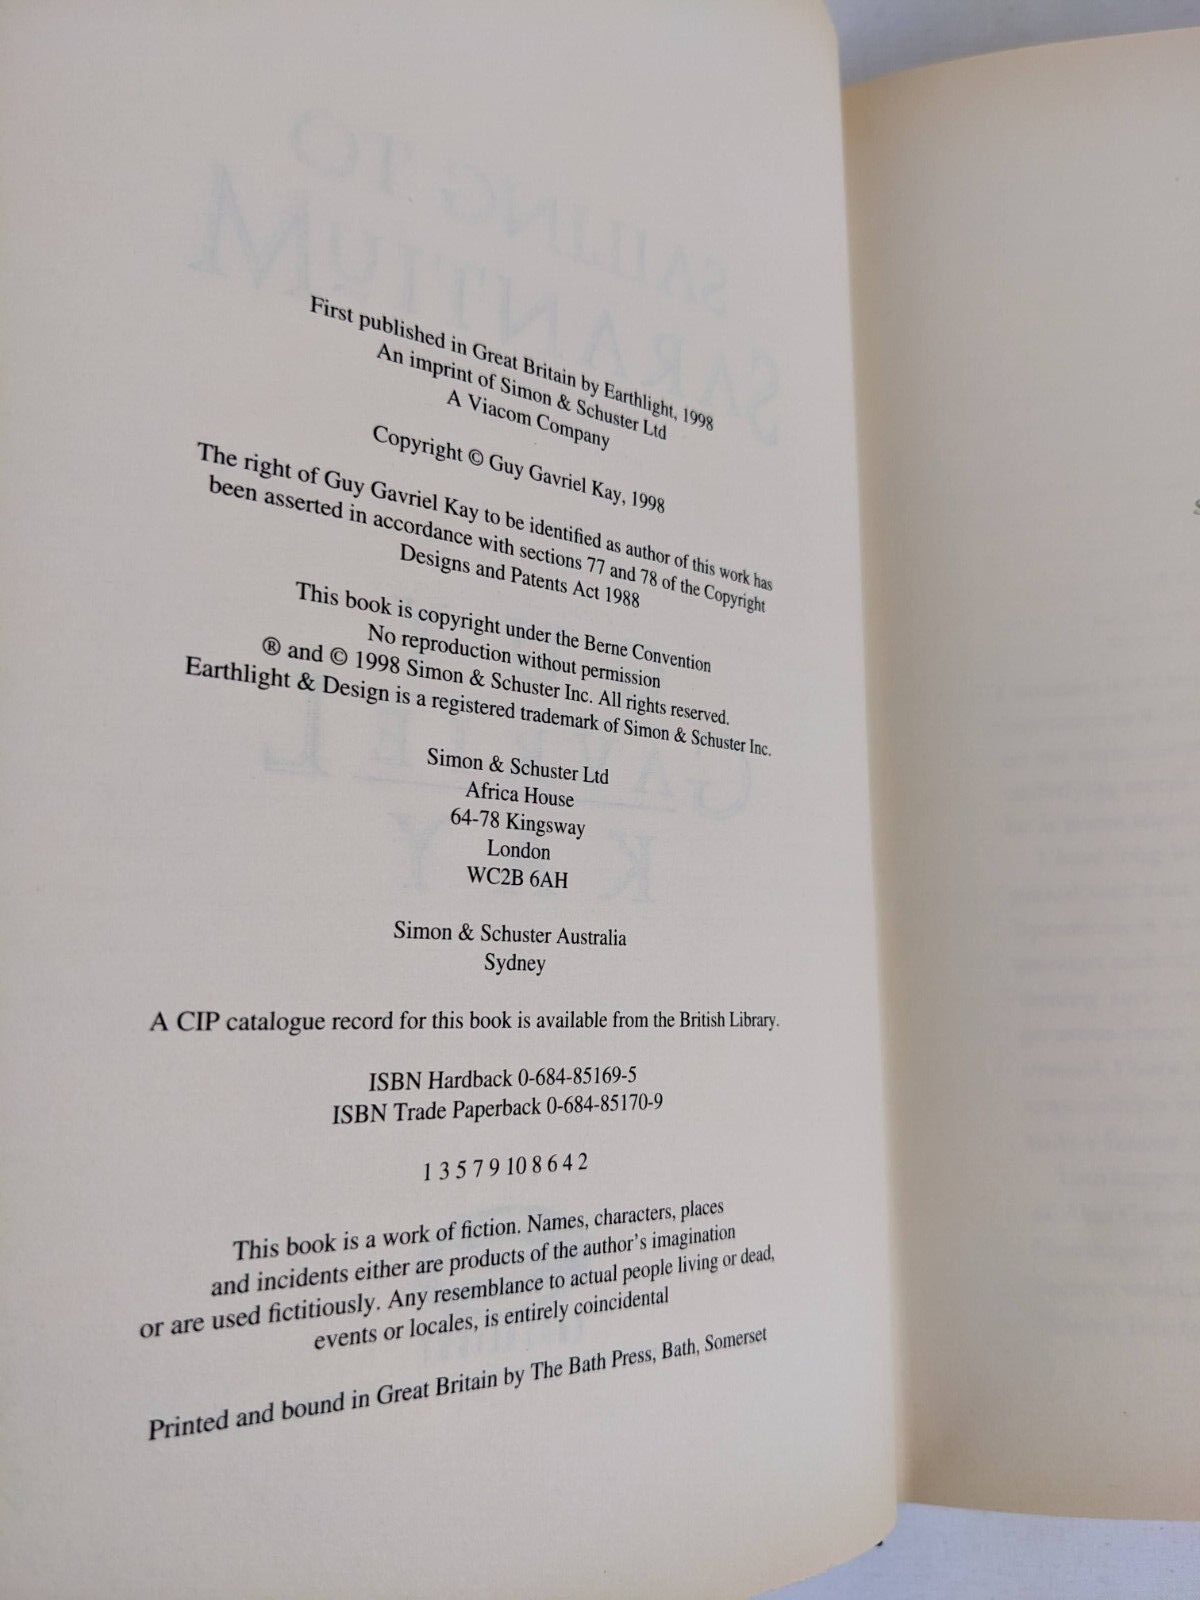 SAILING TO
SARANTIUM
First published in Great Britain by Earthlight, 1998
An imprint of Simon & Schuster Ltd
A Viacom Company
Copyright © Guy Gavriel Kay, 1998
The right of Guy Gavriel Kay to be identified as author of this work has
been asserted in accordance with sections 77 and 78 of the Copyright
Designs and Patents Act 1988
This book is copyright under the Berne Convention
No reproduction without permission
® and © 1998 Simon & Schuster Inc. All rights reserved.
Earthlight & Design is a registered trademark of Simon & Schuster Inc.
Simon & Schuster Ltd
Africa House
64-78 Kingsway
London
WC2B 6AH
Simon & Schuster Australia
Sydney
A CIP catalogue record for this book is available from the British Library.
ISBN Hardback 0-684-85169-5
ISBN Trade Paperback 0-684-85170-9
1 3 5 7 9 10 8 6 4 2
This book is a work of fiction. Names, characters, places
and incidents either are products of the author's imagination
or are used fictitiously. Any resemblance to actual people living or dead,
events or locales, is entirely coincidental
Printed and bound in Great Britain by The Bath Press, Bath, Somerset